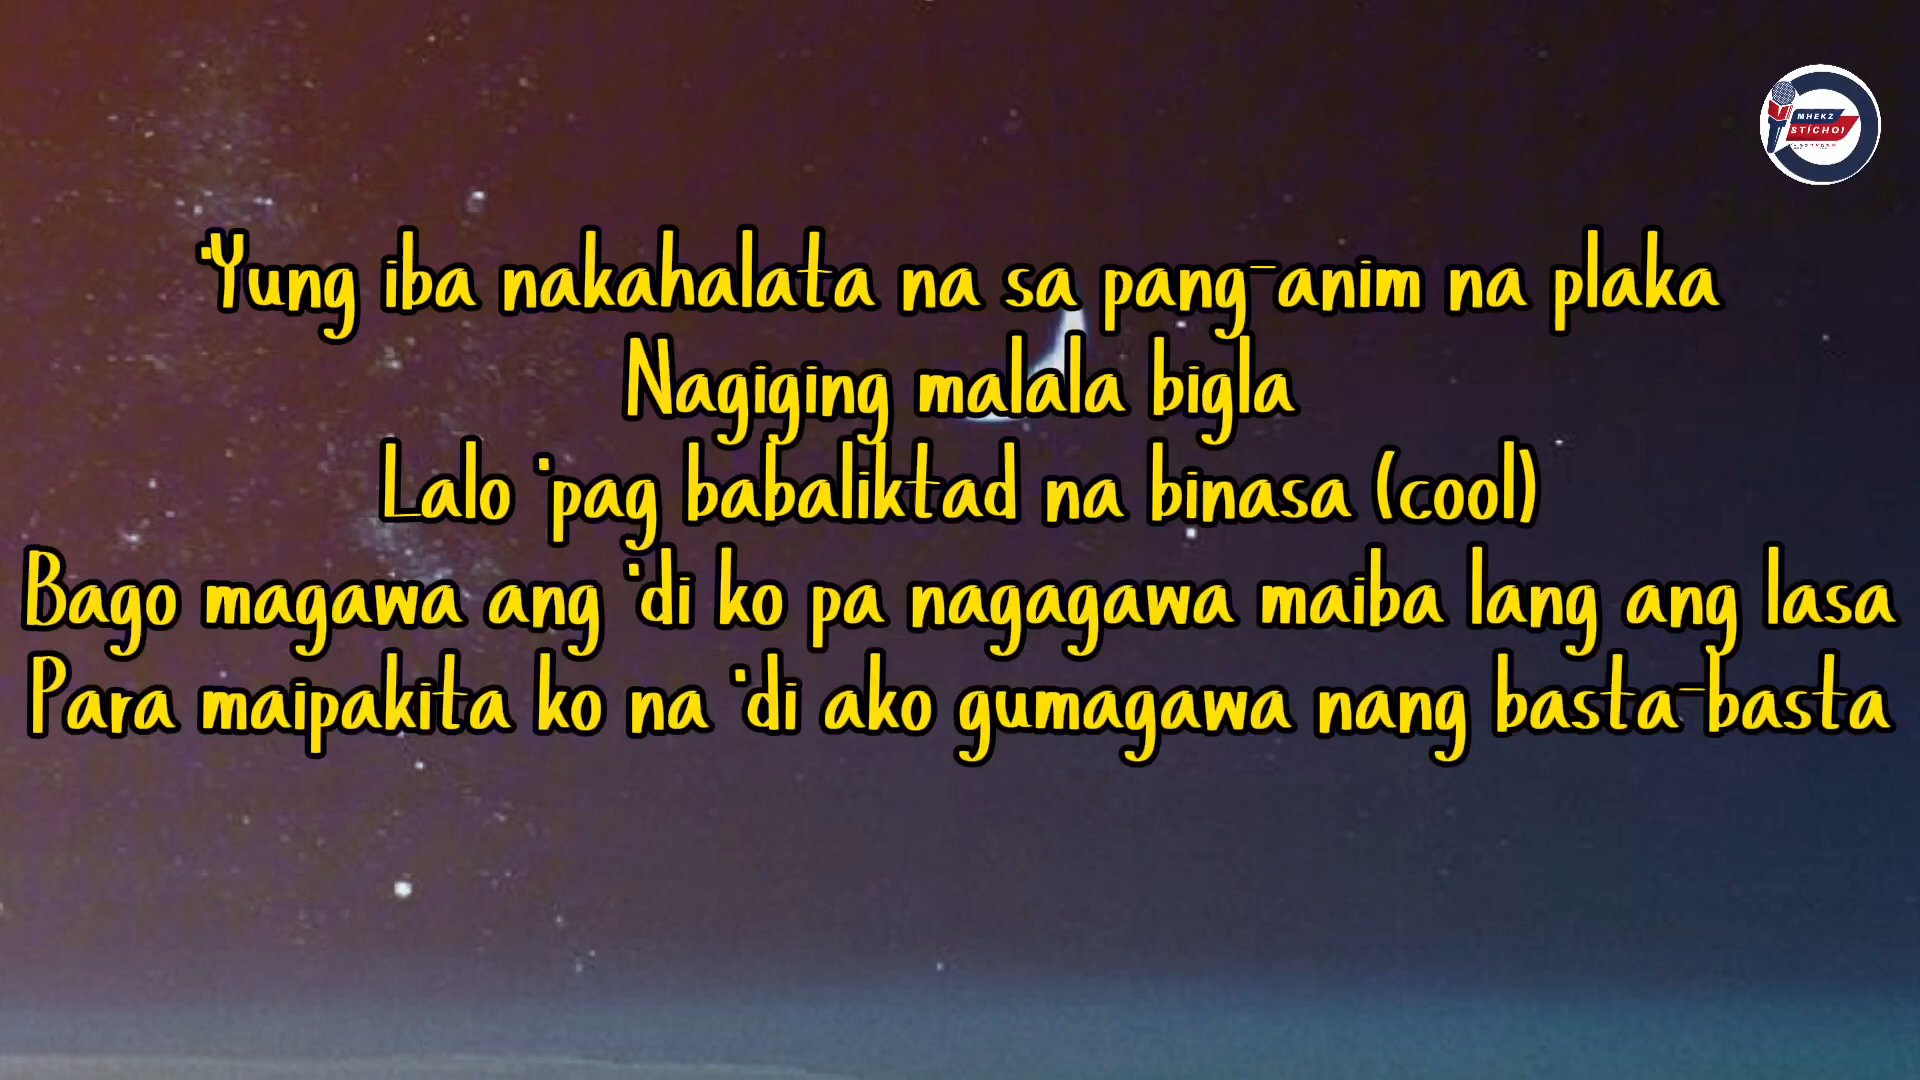 MHEKZ
STÍCHOI
'Yung iba nakahalata na sa pang-anim na plaka
Nagiging malala bigla
Lalo 'pag babaliktad na binasa (cool)
Bago magawa ang 'di ko pa nagagawa maiba lang ang lasa
Para maipakita ko na 'di ako gumagawa nang basta-basta